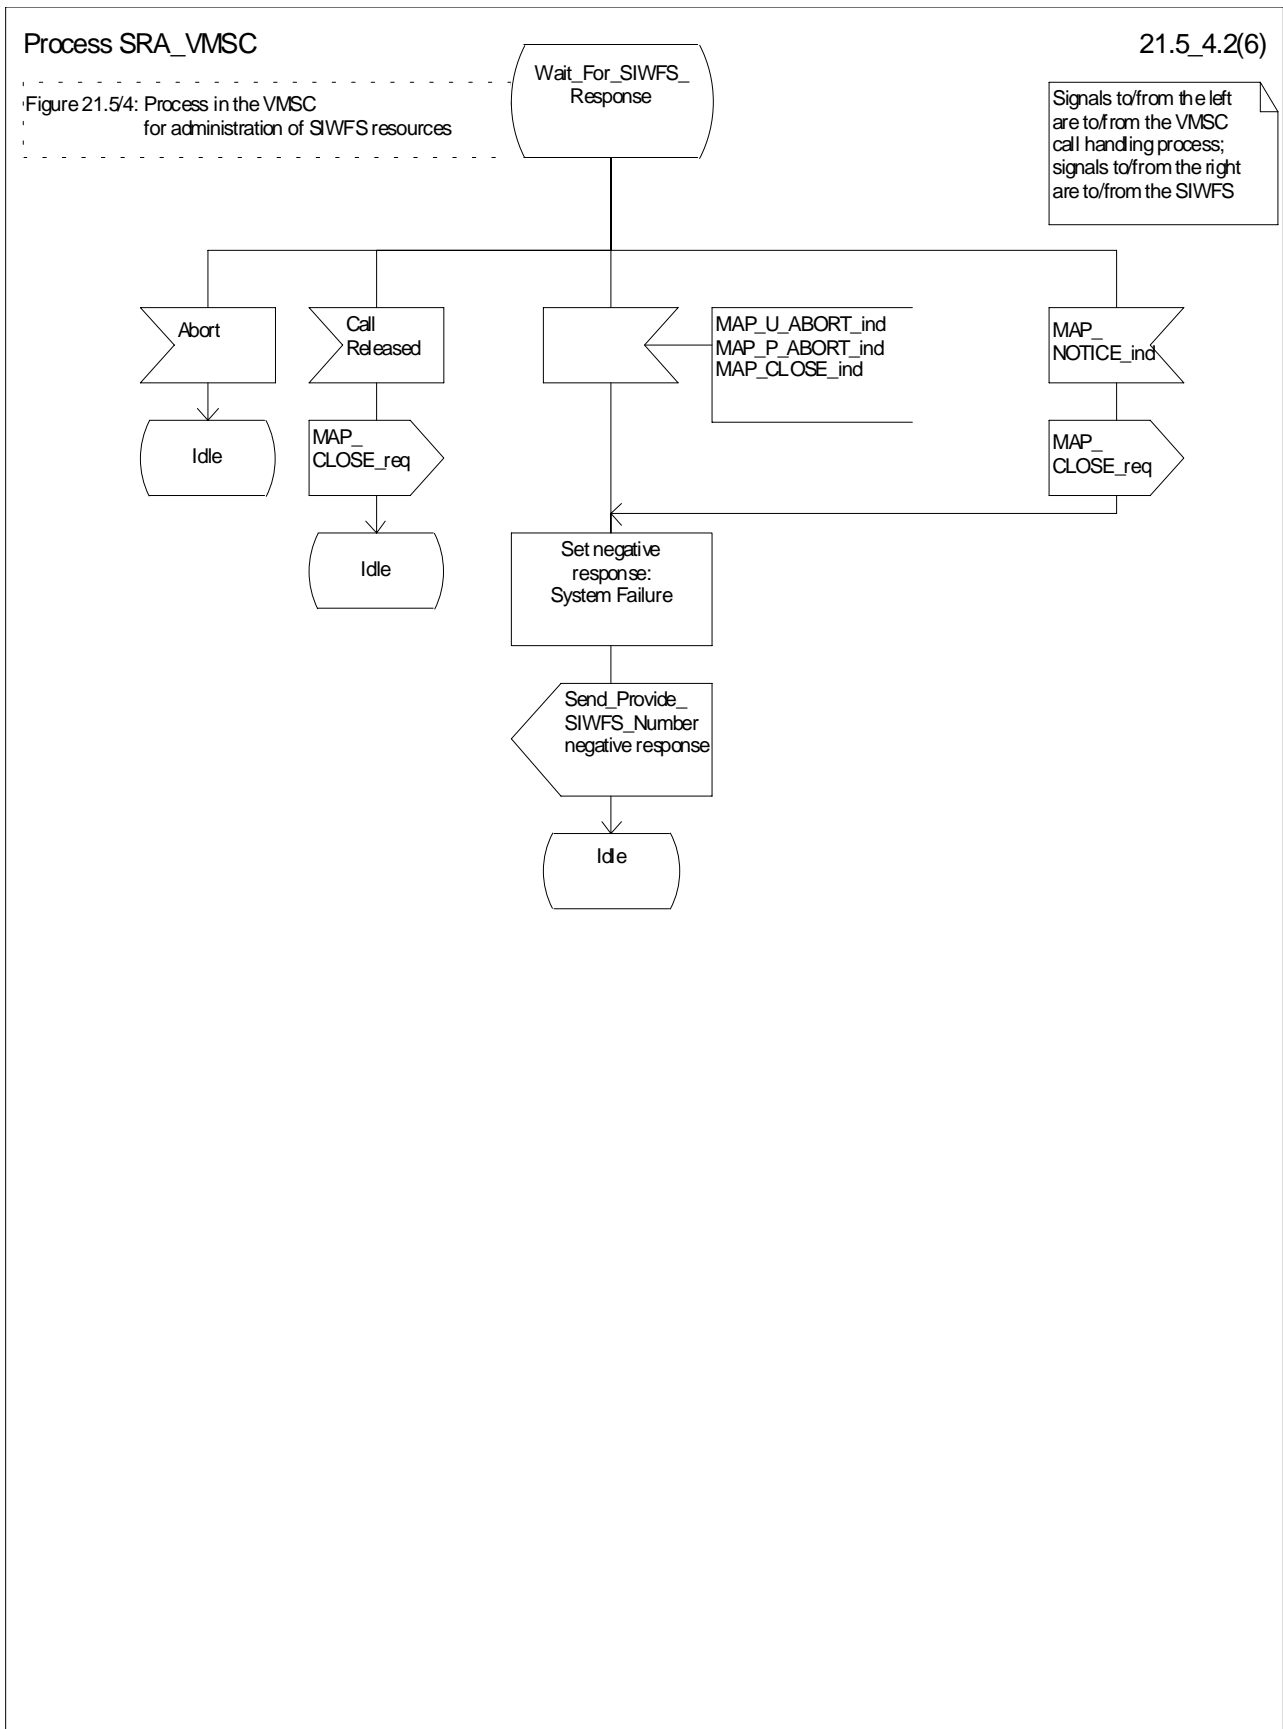 Process SRA_VMSC
21.5_4.2(6)
Figure 21.5/4: Process in the VMSC
for administration of SIWFS resources
Wait_For_SIWFS_
Response
Signals to/from the left
are to/from the VMSC
call handling process;
signals to/from the right
are to/from the SIWFS
Abort
Call
Released
MAP_U_ABORT_ind
MAP_P_ABORT_ind
MAP_CLOSE_ind
MAP_
NOTICE_ind
Idle
MAP_
CLOSE_req
MAP_
CLOSE_req
Idle
Set negative
response:
System Failure
Send_Provide_
SIWFS_Number
negative response
Idle